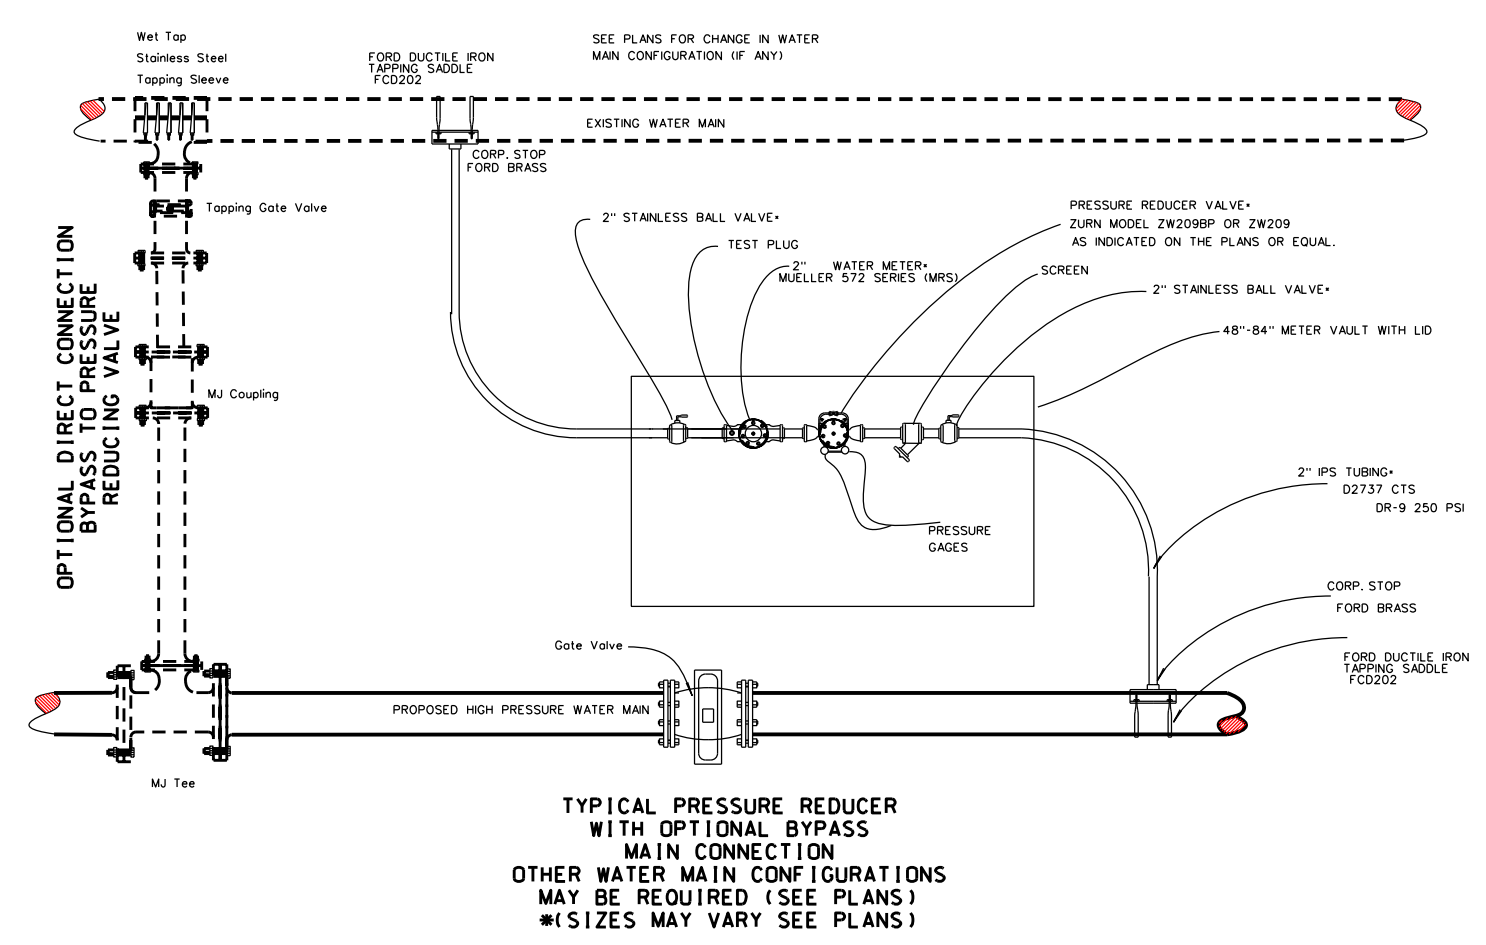 Wet Tap
Stainless Steel
Tapping Sleeve
FORD DUCTILE IRON
TAPPING SADDLE
FCD202
SEE PLANS FOR CHANGE IN WATER
MAIN CONFIGURATION (IF ANY)
EXISTING WATER MAIN
CORP. STOP
FORD BRASS
Tapping Gate Valve
2" STAINLESS BALL VALVE*
TEST PLUG
2" WATER METER*
MUELLER 572 SERIES (MRS)
PRESSURE REDUCER VALVE*
ZURN MODEL ZW209BP OR ZW209
AS INDICATED ON THE PLANS OR EQUAL.
SCREEN
2" STAINLESS BALL VALVE*
48"-84" METER VAULT WITH LID
OPTIONAL DIRECT CONNECTION
BYPASS TO PRESSURE
REDUCING VALVE
MJ Coupling
2" IPS TUBING*
D2737 CTS
DR-9 250 PSI
PRESSURE
GAGES
CORP. STOP
FORD BRASS
Gate Valve
FORD DUCTILE IRON
TAPPING SADDLE
FCD202
PROPOSED HIGH PRESSURE WATER MAIN
MJ Tee
TYPICAL PRESSURE REDUCER
WITH OPTIONAL BYPASS
MAIN CONNECTION
OTHER WATER MAIN CONFIGURATIONS
MAY BE REQUIRED (SEE PLANS)
*(SIZES MAY VARY SEE PLANS)